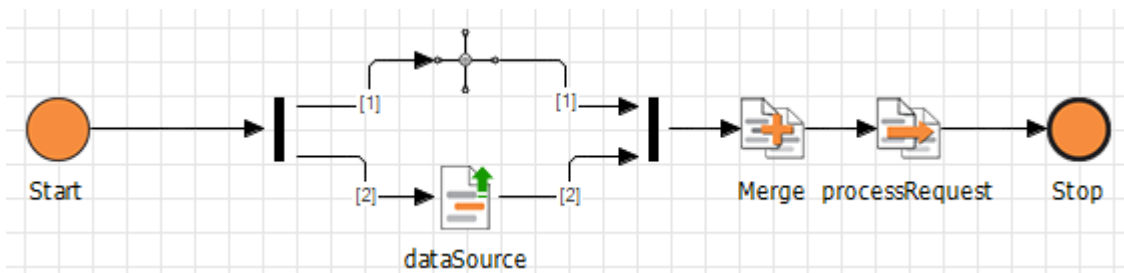 [1]
[1]
[2]
[2]
Start
dataSource
Merge
processRequest
Stop